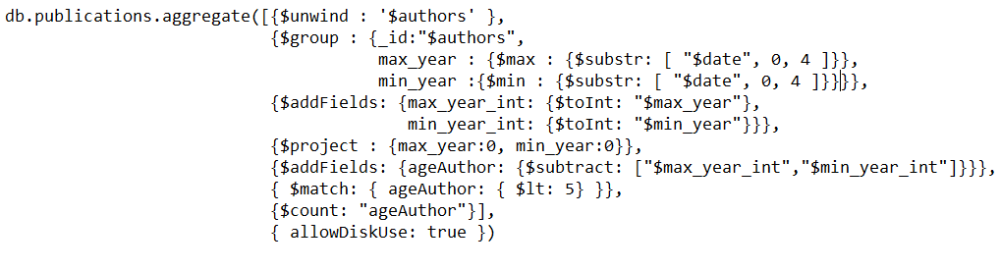 db.publications.aggregate([{$unwind : '$authors' },
{$group : {_id:"$authors",
max_year : {$max : {$substr: [ "$date", 0, 4 ]}},
min_year :{$min : {$substr: [ "$date", 0, 4 ]}}}},
{$addFields: {max_year_int: {$toInt: "$max_year"},
min_year_int: {$toInt: "$min_year"}}},
{$project : {max_year:0, min_year:0}},
{$addFields: {ageAuthor: {$subtract: ["$max_year_int","$min_year_int"]}}},
{ $match: { ageAuthor: { $lt: 5} }},
{$count: "ageAuthor"}],
{ allowDiskUse: true })